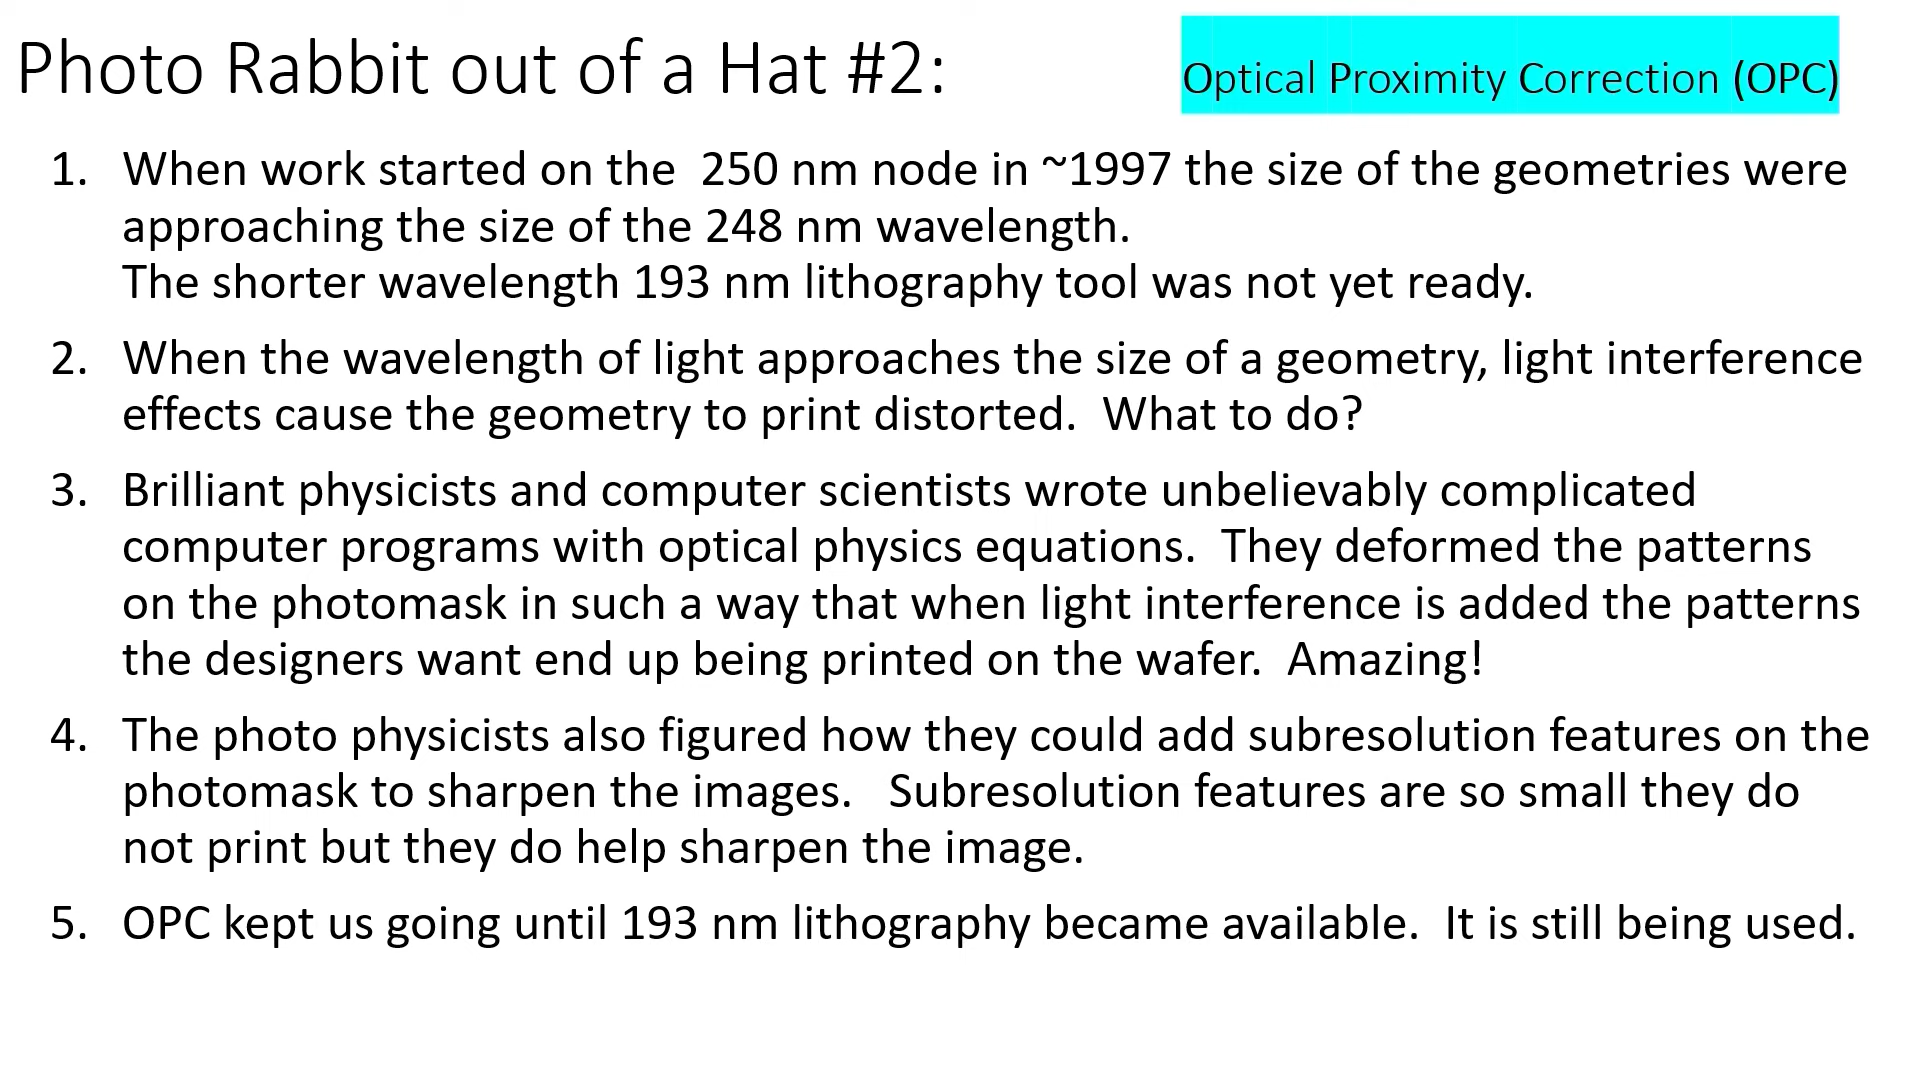 Photo Rabbit out of a Hat #2:
Optical Proximity Correction (OPC)
1. When work started on the 250 nm node in ~1997 the size of the geometries were
approaching the size of the 248 nm wavelength.
The shorter wavelength 193 nm lithography tool was not yet ready.
2. When the wavelength of light approaches the size of a geometry, light interference
effects cause the geometry to print distorted. What to do?
3. Brilliant physicists and computer scientists wrote unbelievably complicated
computer programs with optical physics equations. They deformed the patterns
on the photomask in such a way that when light interference is added the patterns
the designers want end up being printed on the wafer. Amazing!
4. The photo physicists also figured how they could add subresolution features on the
photomask to sharpen the images. Subresolution features are so small they do
not print but they do help sharpen the image.
5. OPC kept us going until 193 nm lithography became available. It is still being used.